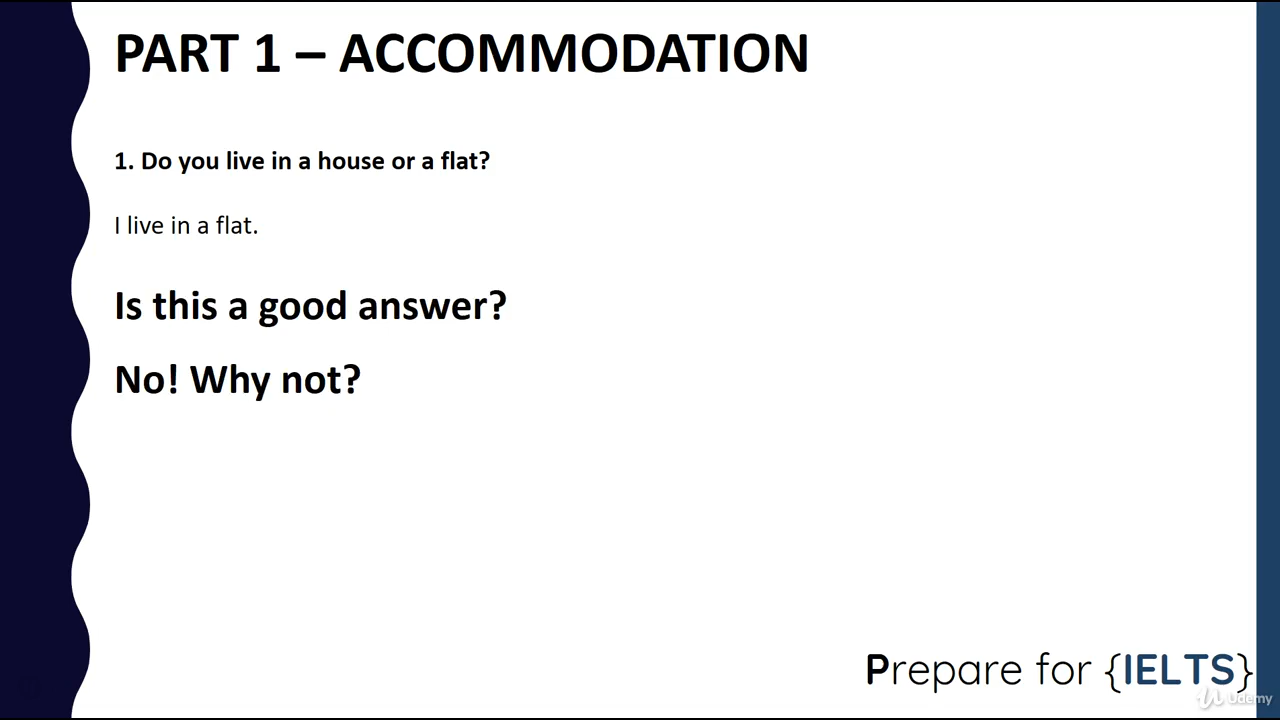 PART 1 – ACCOMMODATION
1. Do you live in a house or a flat?
I live in a flat.
Is this a good answer?
No! Why not?
Prepare for {IELTS}
Udemy